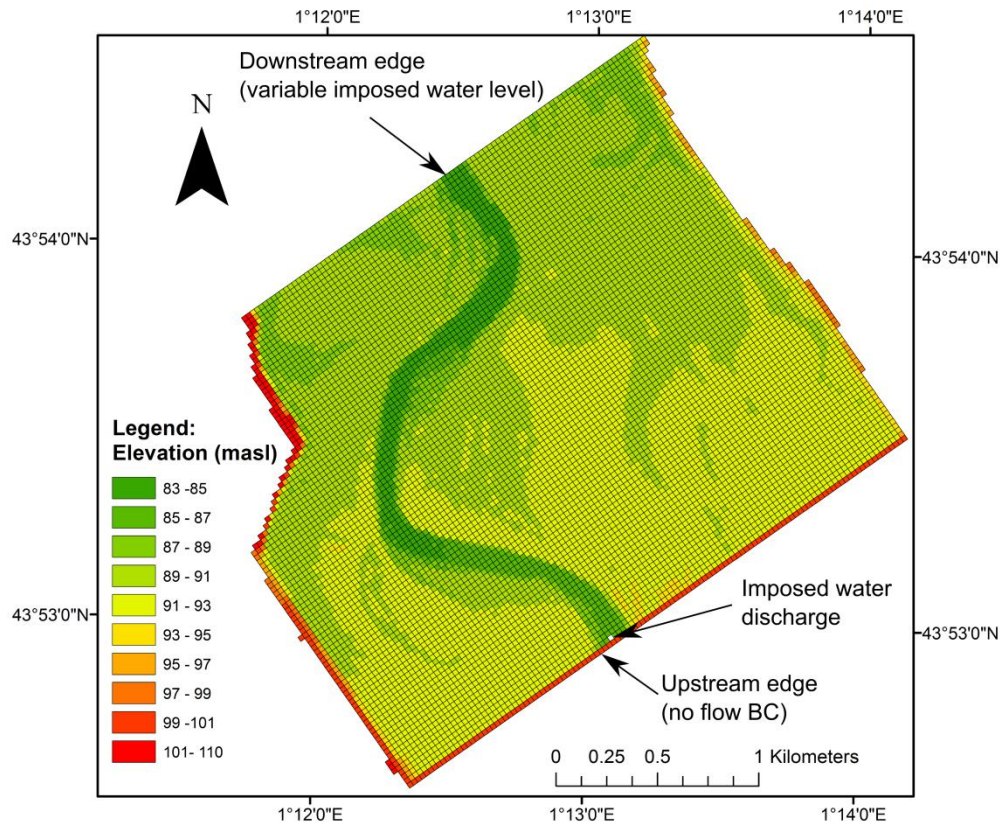 1°12'0"E 1°13'0"E 1°14'0"E
Downstream edge
(variable imposed water level)
N
43°54'0"N
43°54'0"N
Legend:
Elevation (masl)
83 -85
85 - 87
87 - 89
89 - 91
91 - 93
93 - 95
95 - 97
97 - 99
99 -101
101- 110
43°53'0"N
Imposed water
discharge
43°53'0"N
Upstream edge
(no flow BC)
0 0.25 0.5 1 Kilometers
1°12'0"E 1°13'0"E 1°14'0"E